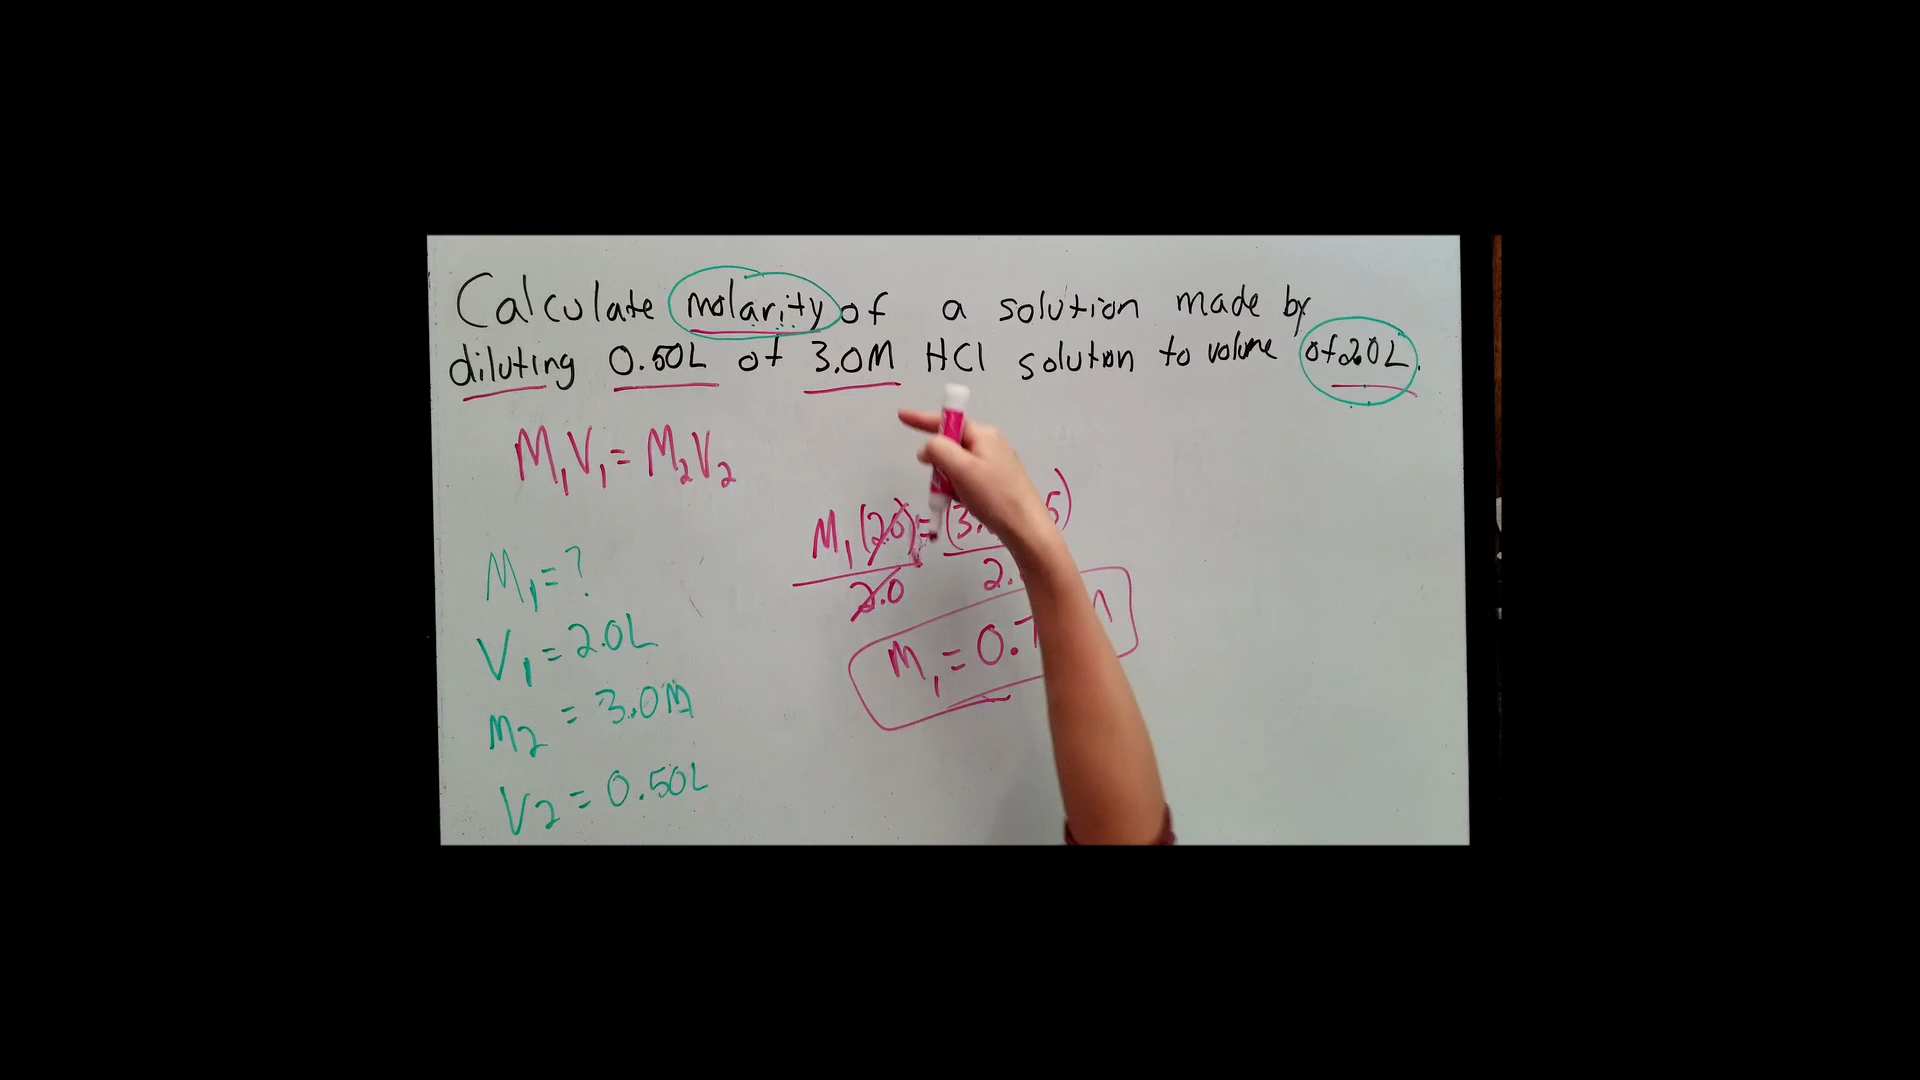 Calculate molarity of a solution made by
diluting 0.50L of 3.0M HCl solution to volume of 2.0L.
M₁V₁ = M₂V₂
M₁ = ?
V₁ = 2.0L
M2 = 3.0M
V2 = 0.50L
M₁(2.0) = (3.
2.0 2.
M₁ = 0.